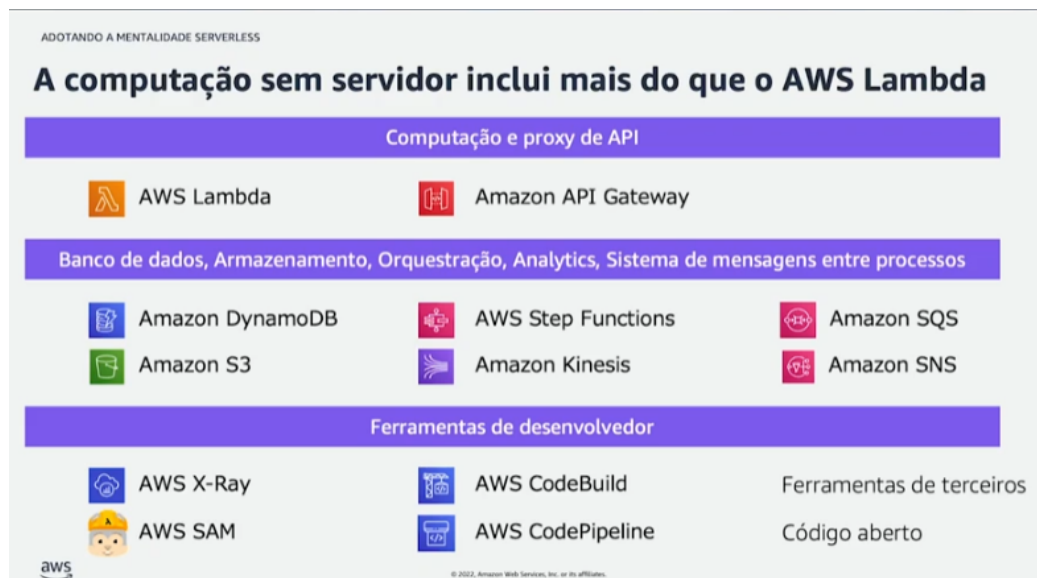 ADOTANDO A MENTALIDADE SERVERLESS
A computação sem servidor inclui mais do que o AWS Lambda
Computação e proxy de API
AWS Lambda
Amazon API Gateway
Banco de dados, Armazenamento, Orquestração, Analytics, Sistema de mensagens entre processos
Amazon DynamoDB
AWS Step Functions
Amazon SQS
Amazon S3
Amazon Kinesis
Amazon SNS
Ferramentas de desenvolvedor
AWS X-Ray
AWS CodeBuild
Ferramentas de terceiros
AWS SAM
AWS CodePipeline
Código aberto
aws
© 2022, Amazon Web Services, Inc. or its affiliates.